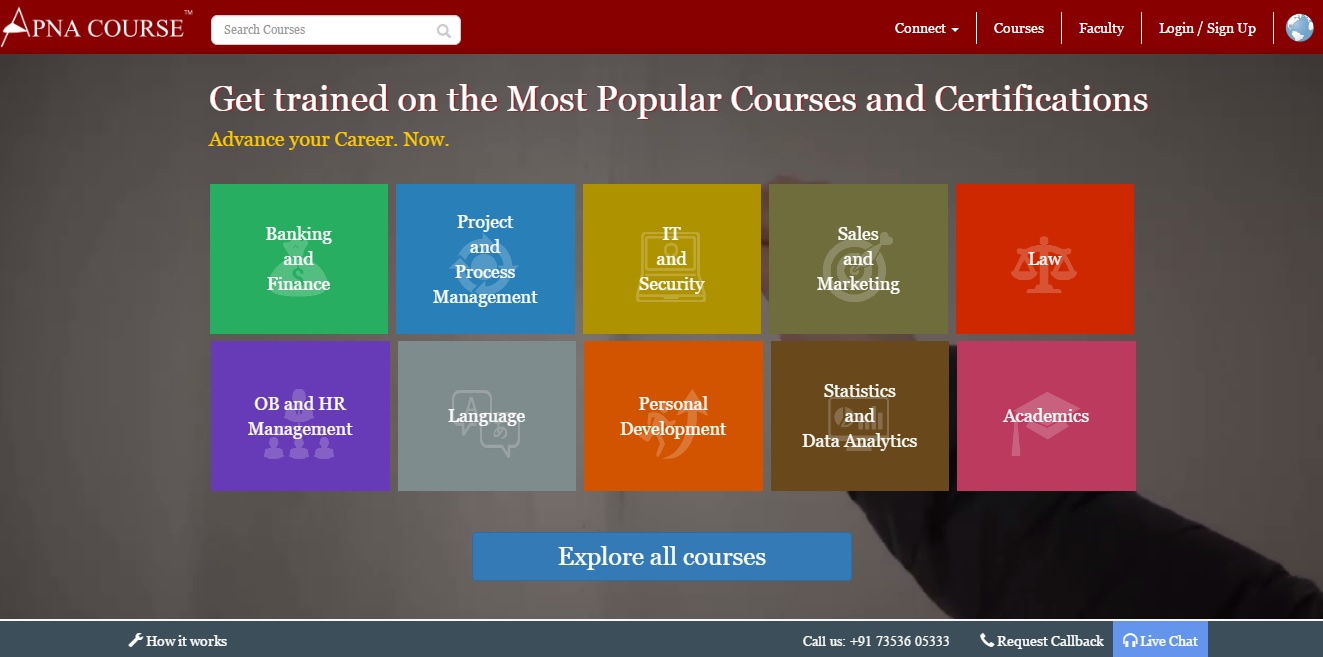 APNA COURSE™
Search Courses
Connect
Courses
Faculty
Login / Sign Up
Get trained on the Most Popular Courses and Certifications
Advance your Career. Now.
Banking
and
Finance
Project
and
Process
Management
IT
and
Security
Sales
and
Marketing
Law
OB and HR
Management
Language
Personal
Development
Statistics
and
Data Analytics
Academics
Explore all courses
How it works
Call us: +91 73536 05333
Request Callback
Live Chat